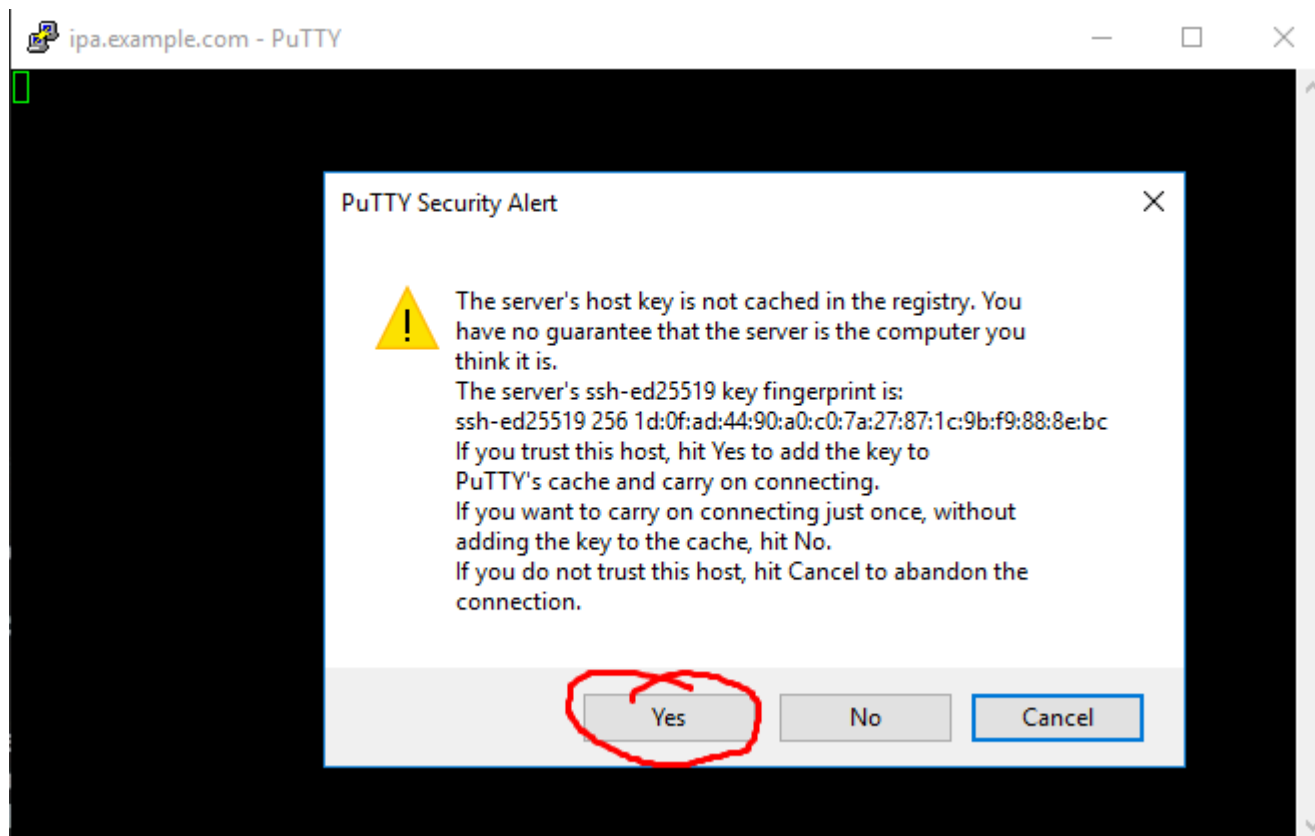 ipa.example.com - PuTTY
PuTTY Security Alert
The server's host key is not cached in the registry. You
have no guarantee that the server is the computer you
think it is.
The server's ssh-ed25519 key fingerprint is:
ssh-ed25519 256 1d:0f:ad:44:90:a0:c0:7a:27:87:1c:9b:f9:88:8e:bc
If you trust this host, hit Yes to add the key to
PuTTY's cache and carry on connecting.
If you want to carry on connecting just once, without
adding the key to the cache, hit No.
If you do not trust this host, hit Cancel to abandon the
connection.
Yes No Cancel